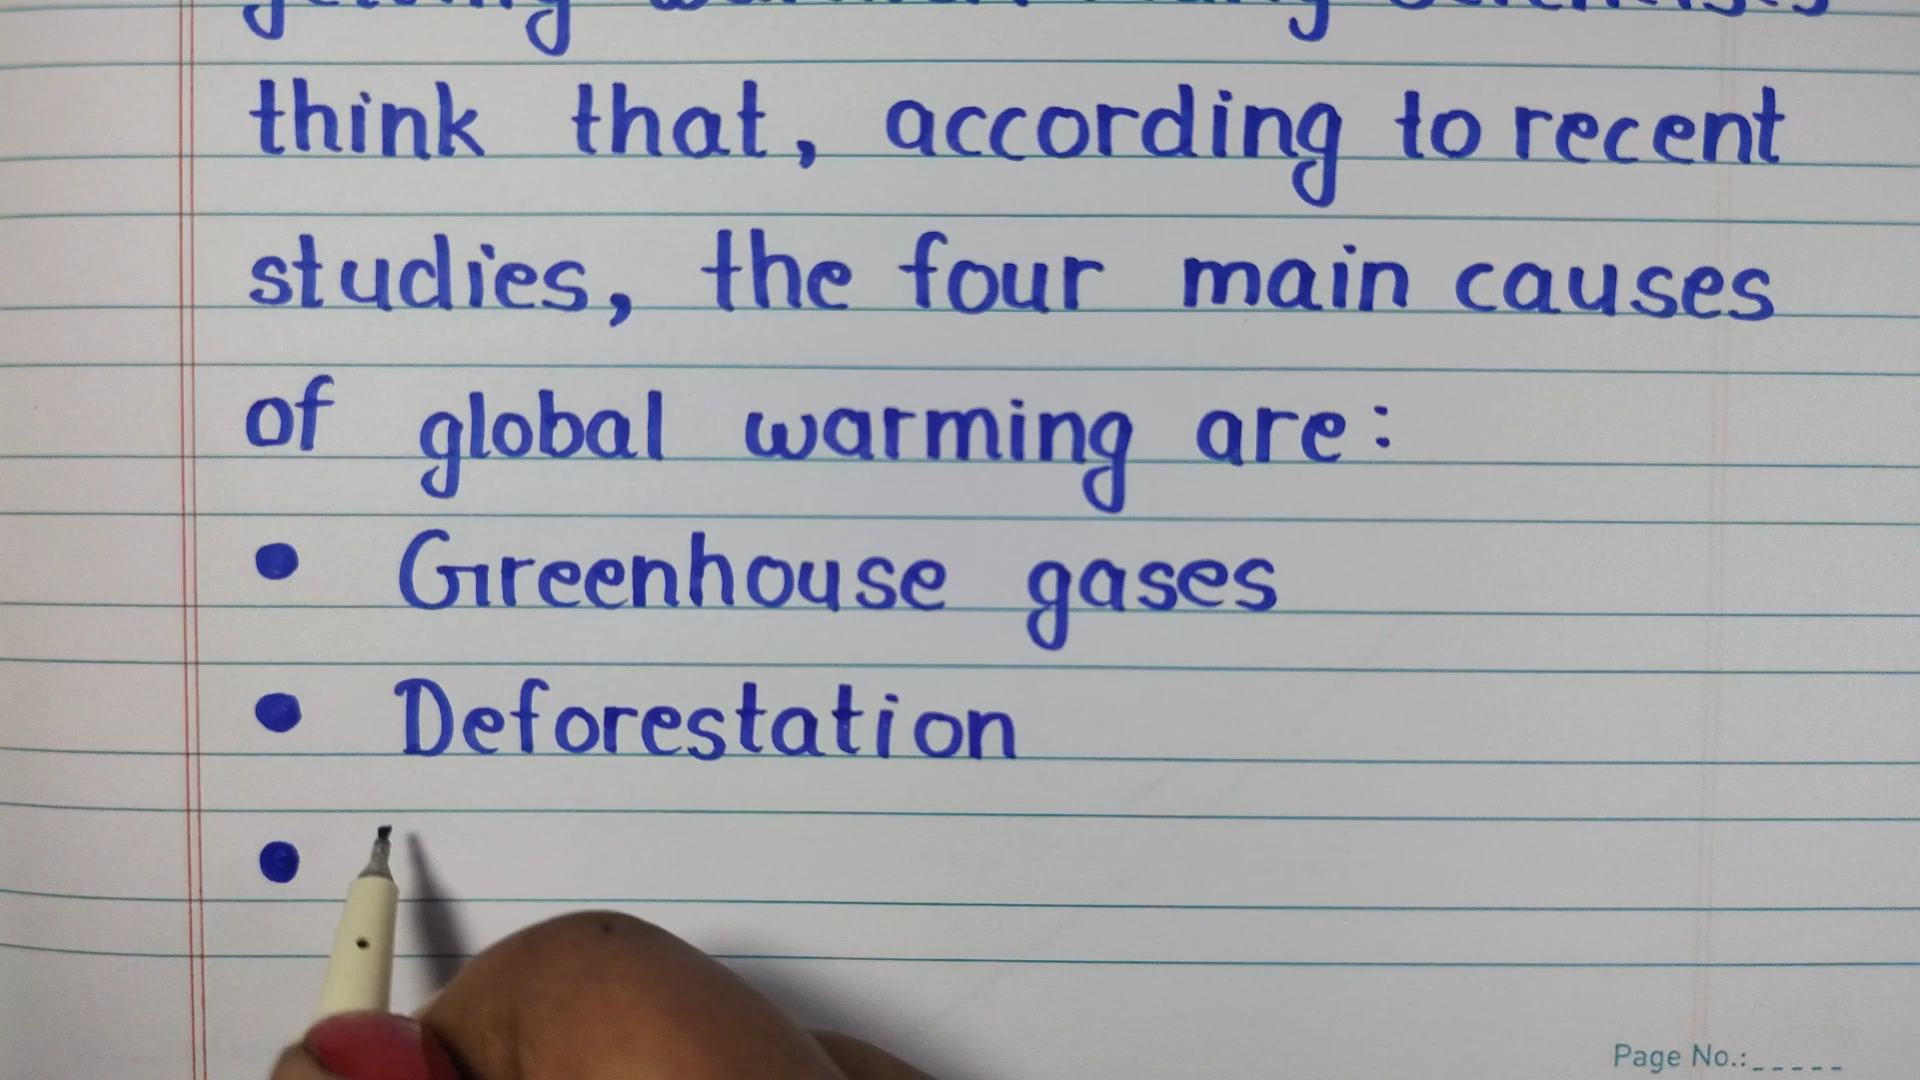 think that, according to recent
studies, the four main causes
of global warming are:
• Greenhouse gases
• Deforestation
•
Page No.:_____